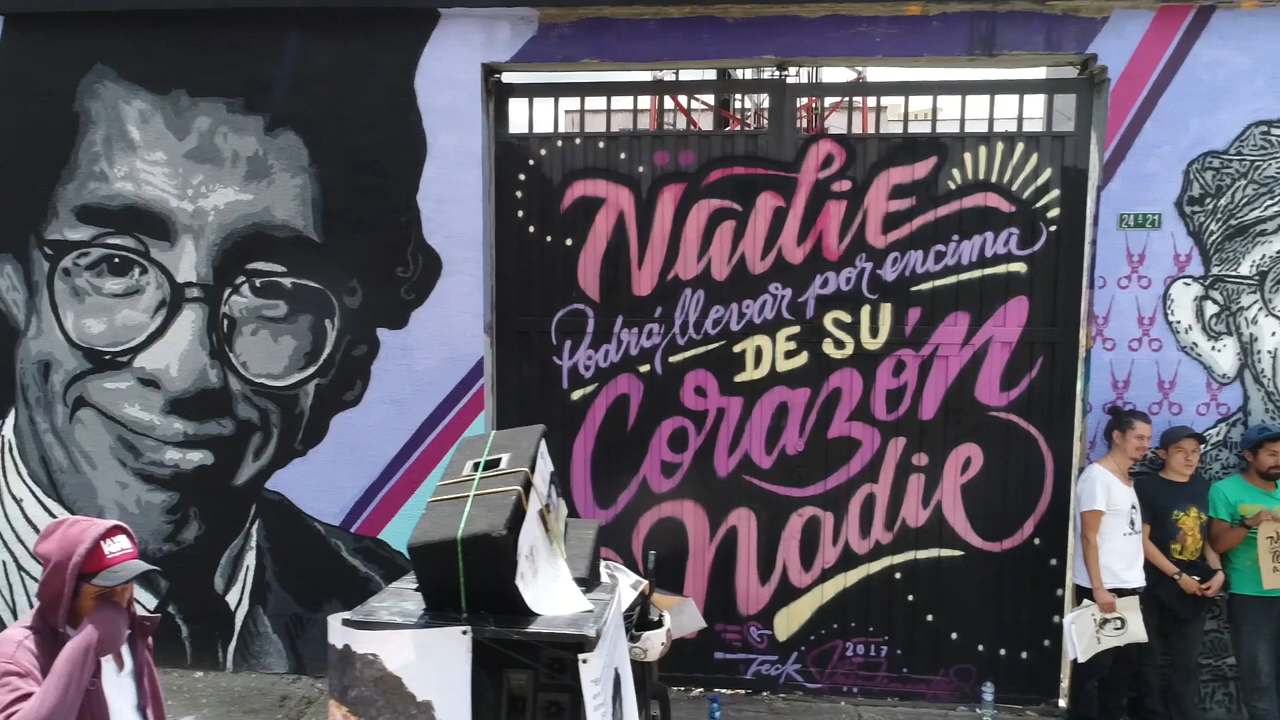 Nadie
Podrá llevar por encima
DE SU
Corazón
a nadie
2017
Teck
24 21